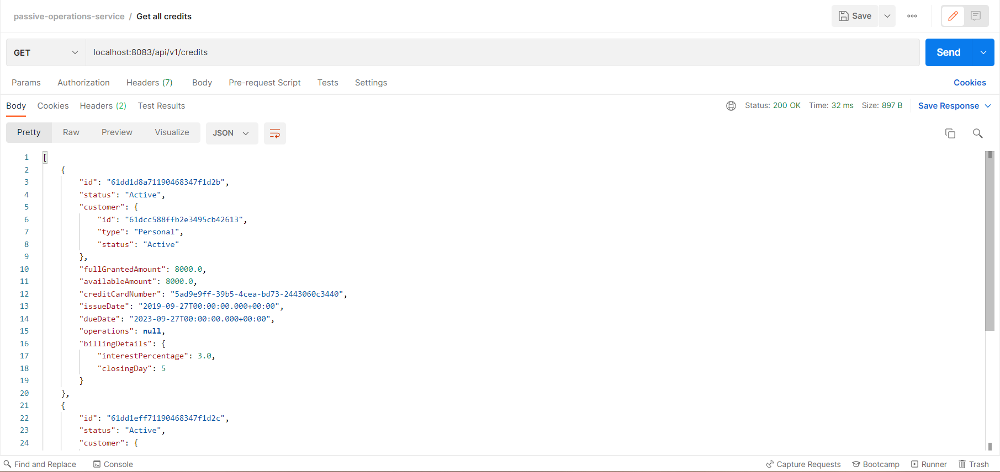 passive-operations-service / Get all credits
Save
GET
localhost:8083/api/v1/credits
Send
Params Authorization Headers (7) Body Pre-request Script Tests Settings Cookies
Body Cookies Headers (2) Test Results Status: 200 OK Time: 32 ms Size: 897 B Save Response
Pretty Raw Preview Visualize JSON
1 [
2 {
3 "id": "61dd1d8a71190468347f1d2b",
4 "status": "Active",
5 "customer": {
6 "id": "61dcc588ffb2e3495cb42613",
7 "type": "Personal",
8 "status": "Active"
9 },
10 "fullGrantedAmount": 8000.0,
11 "availableAmount": 8000.0,
12 "creditCardNumber": "5ad9e9ff-39b5-4cea-bd73-2443060c3440",
13 "issueDate": "2019-09-27T00:00:00.000+00:00",
14 "dueDate": "2023-09-27T00:00:00.000+00:00",
15 "operations": null,
16 "billingDetails": {
17 "interestPercentage": 3.0,
18 "closingDay": 5
19 }
20 },
21 {
22 "id": "61dd1eff71190468347f1d2c",
23 "status": "Active",
24 "customer": {
Find and Replace Console Capture Requests Bootcamp Runner Trash